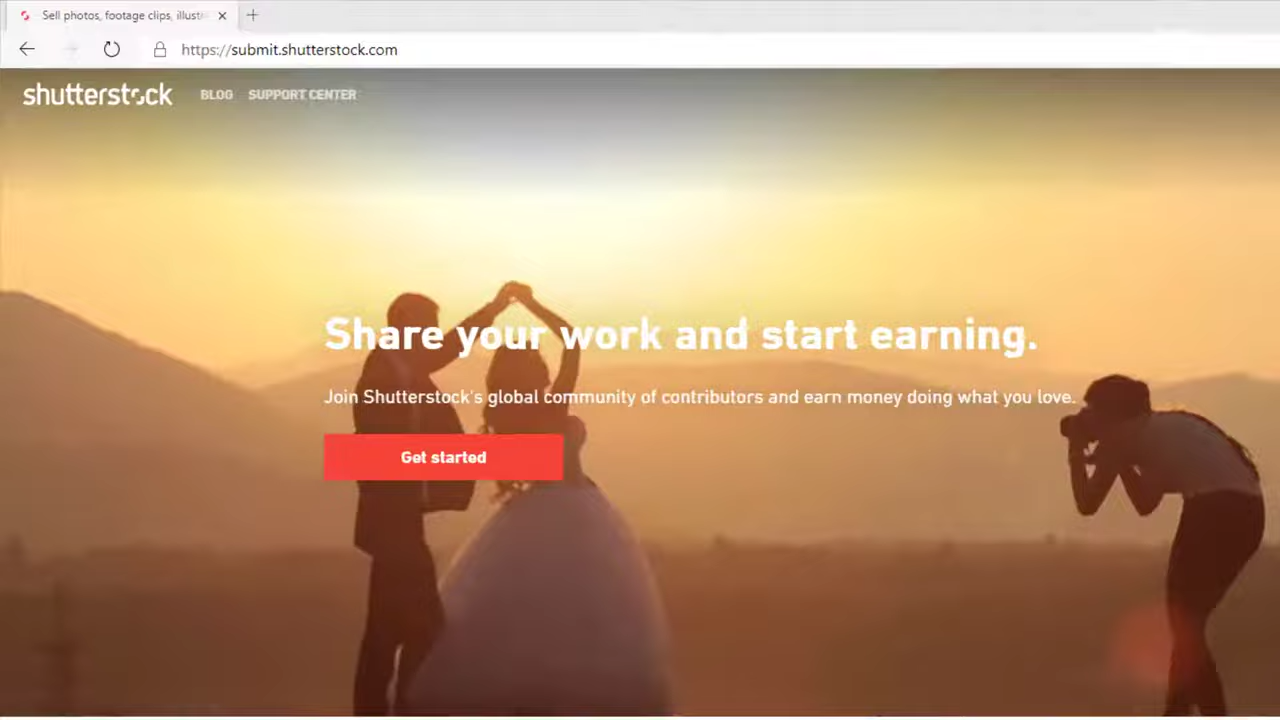 Sell photos, footage clips, illustr
https://submit.shutterstock.com
shutterstock BLOG SUPPORT CENTER
Share your work and start earning.
Join Shutterstock's global community of contributors and earn money doing what you love.
Get started